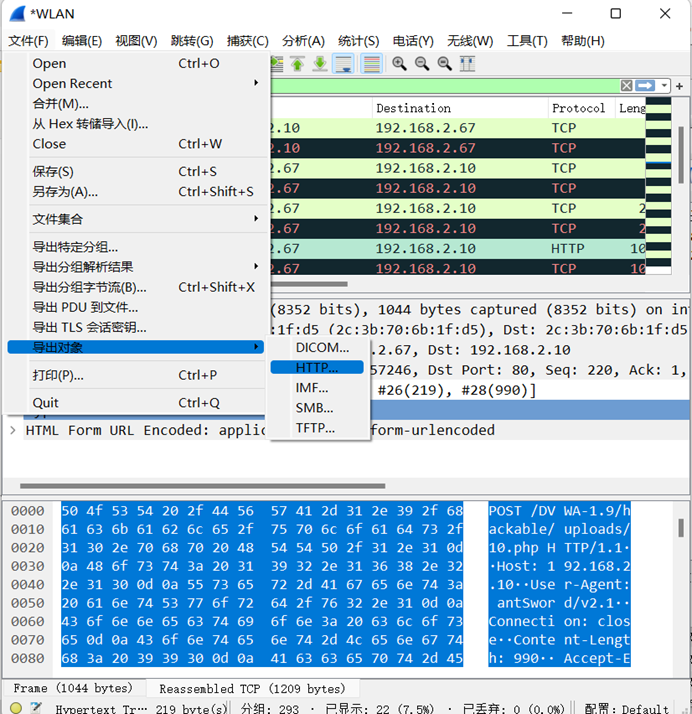 *WLAN
文件(F) 编辑(E) 视图(V) 跳转(G) 捕获(C) 分析(A) 统计(S) 电话(Y) 无线(W) 工具(T) 帮助(H)
Open Ctrl+O
Open Recent
合并(M)...
从 Hex 转储导入(I)...
Close Ctrl+W
保存(S) Ctrl+S
另存为(A)... Ctrl+Shift+S
文件集合
导出特定分组...
导出分组解析结果
导出分组字节流(B)... Ctrl+Shift+X
导出 PDU 到文件...
导出 TLS 会话密钥...
导出对象
打印(P)... Ctrl+P
Quit Ctrl+Q
DICOM...
HTTP...
IMF...
SMB...
TFTP...
Destination Protocol Leng
2.10 192.168.2.67 TCP
2.10 192.168.2.67 TCP
2.67 192.168.2.10 TCP
2.67 192.168.2.10 TCP
2.67 192.168.2.10 TCP 2
2.67 192.168.2.10 TCP 2
2.67 192.168.2.10 HTTP 10
2.67 192.168.2.10 TCP 10
(8352 bits), 1044 bytes captured (8352 bits) on int
:1f:d5 (2c:3b:70:6b:1f:d5), Dst: 2c:3b:70:6b:1f:d5
2.67, Dst: 192.168.2.10
57246, Dst Port: 80, Seq: 220, Ack: 1,
#26(219), #28(990)]
HTML Form URL Encoded: applic form-urlencoded
0000 50 4f 53 54 20 2f 44 56 57 41 2d 31 2e 39 2f 68 POST /DV WA-1.9/h
0010 61 63 6b 61 62 6c 65 2f 75 70 6c 6f 61 64 73 2f ackable/ uploads/
0020 31 30 2e 70 68 70 20 48 54 54 50 2f 31 2e 31 0d 10.php H TTP/1.1·
0030 0a 48 6f 73 74 3a 20 31 39 32 2e 31 36 38 2e 32 ·Host: 1 92.168.2
0040 2e 31 30 0d 0a 55 73 65 72 2d 41 67 65 6e 74 3a .10··Use r-Agent:
0050 20 61 6e 74 53 77 6f 72 64 2f 76 32 2e 31 0d 0a antSwor d/v2.1··
0060 43 6f 6e 6e 65 63 74 69 6f 6e 3a 20 63 6c 6f 73 Connecti on: clos
0070 65 0d 0a 43 6f 6e 74 65 6e 74 2d 4c 65 6e 67 74 e··Conte nt-Lengt
0080 68 3a 20 39 39 30 0d 0a 41 63 63 65 70 74 2d 45 h: 990·· Accept-E
Frame (1044 bytes) Reassembled TCP (1209 bytes)
Hypertext Tr… 219 byte(s) 分组: 293 · 已显示: 22 (7.5%) · 已丢弃: 0 (0.0%) 配置: Default